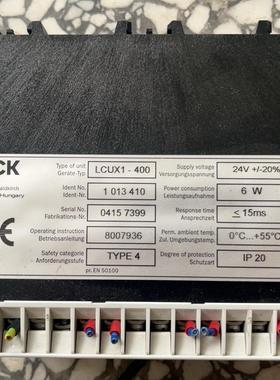 CK
aldkirch
Hungary
Type of unit LCUX1 - 400 Supply voltage 24V +/-20%
Geräte-Typ Versorgungsspannung
Ident No. 1 013 410 Power consumption 6 W
Ident-Nr. Leistungsaufnahme
Serial No. 0415 7399 Response time ≤ 15ms
Fabrikations-Nr. Ansprechzeit
Operating instruction 8007936 Perm. ambient temp. 0°C...+55°C
Betriebsanleitung Zul. Umgebungstemp.
Safety category TYPE 4 Degree of protection IP 20
Anforderungsstufe Schutzart
pr. EN 50100